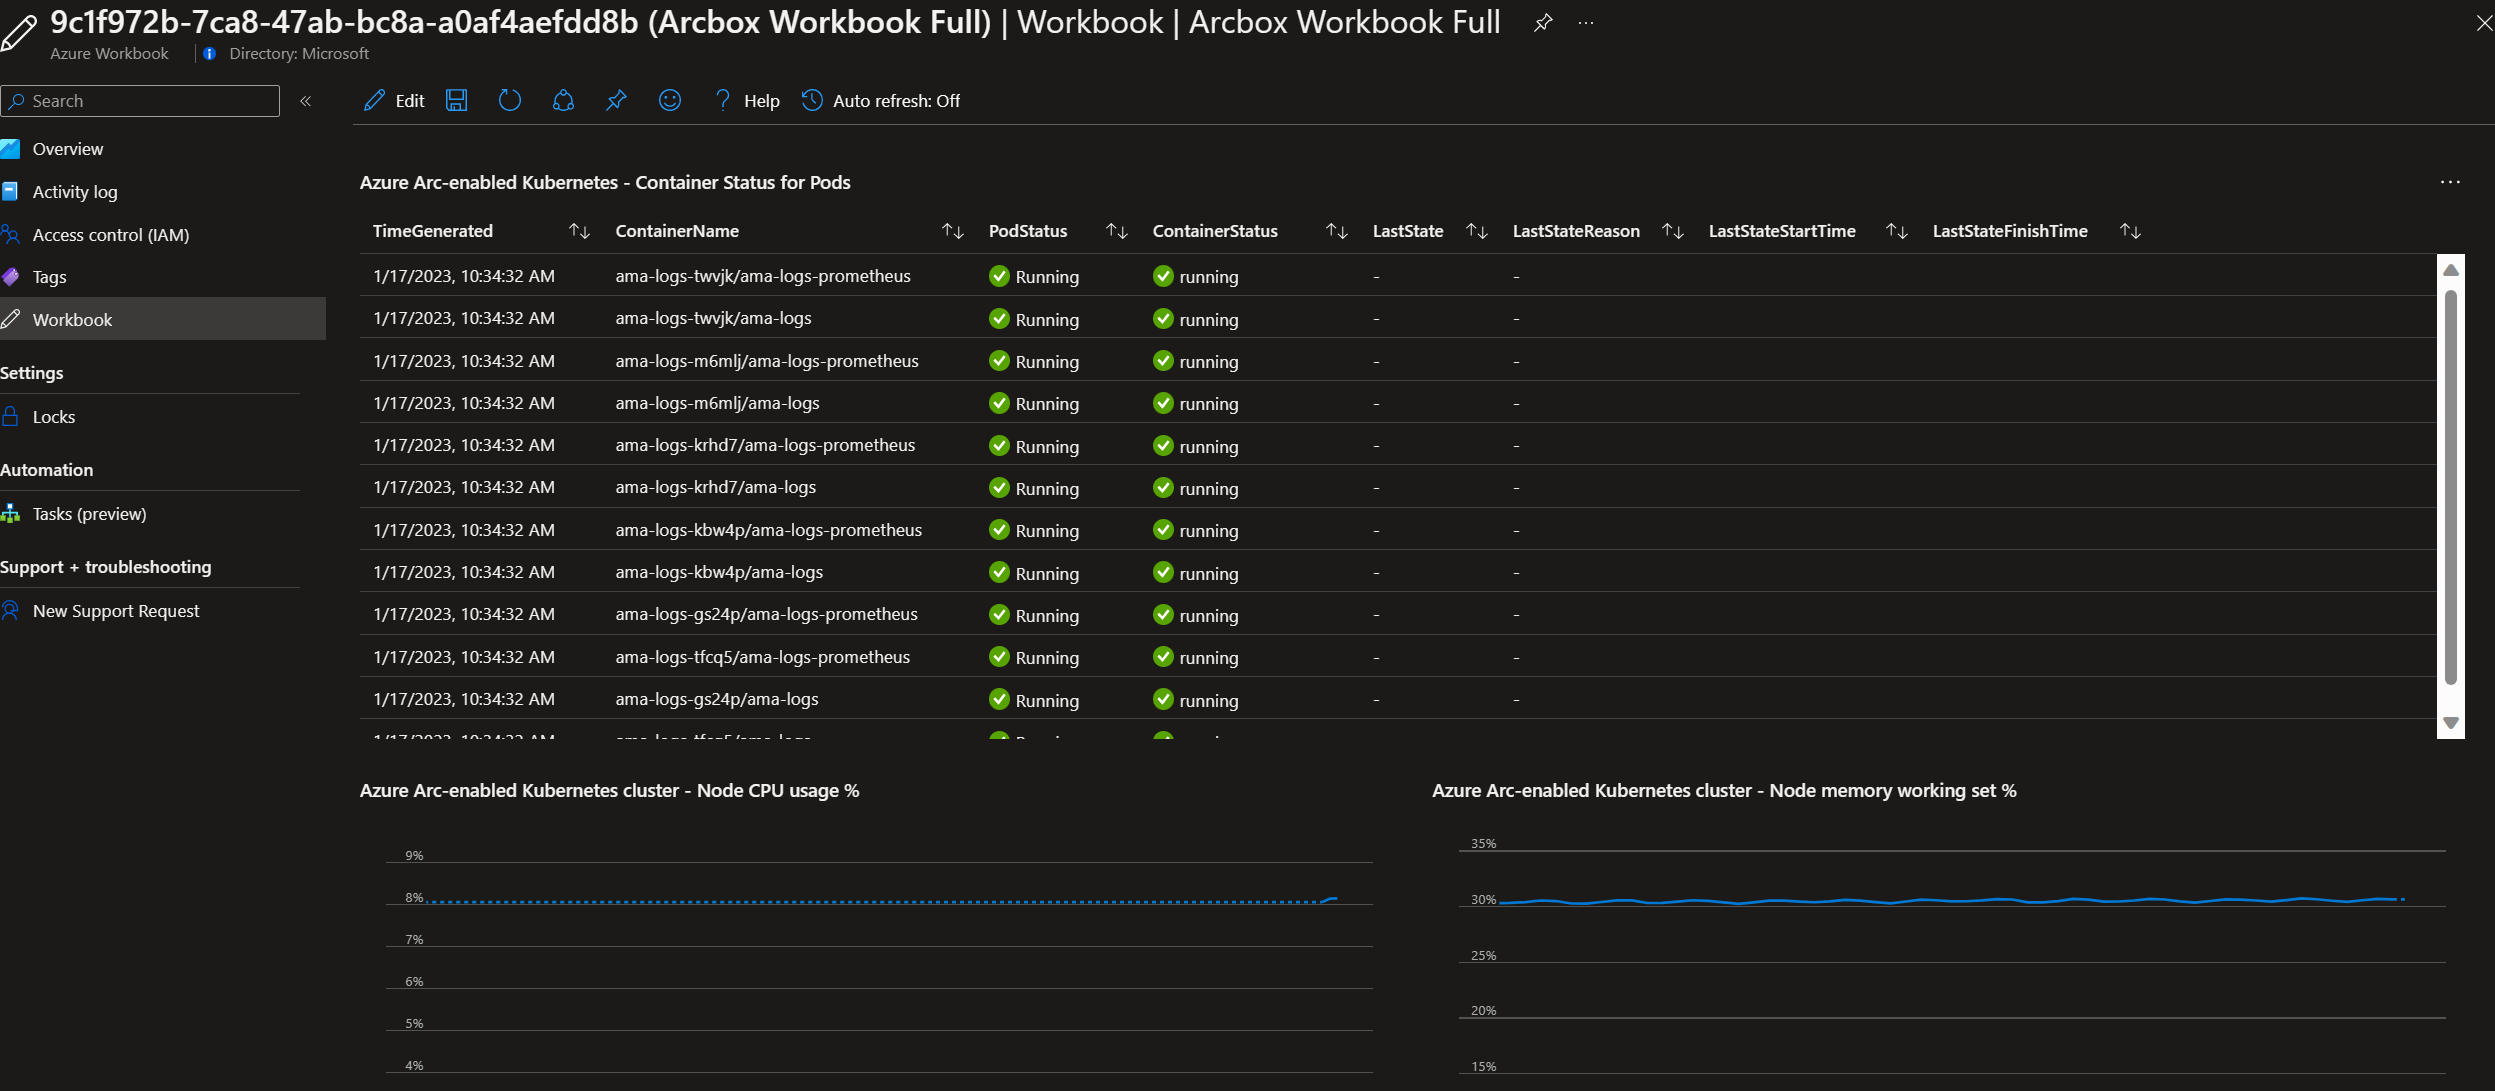 9c1f972b-7ca8-47ab-bc8a-a0af4aefdd8b (Arcbox Workbook Full) | Workbook | Arcbox Workbook Full
Azure Workbook
Directory: Microsoft
Search
Edit
Help
Auto refresh: Off
Overview
Activity log
Access control (IAM)
Tags
Workbook
Settings
Locks
Automation
Tasks (preview)
Support + troubleshooting
New Support Request
Azure Arc-enabled Kubernetes - Container Status for Pods
TimeGenerated ContainerName PodStatus ContainerStatus LastState LastStateReason LastStateStartTime LastStateFinishTime
1/17/2023, 10:34:32 AM ama-logs-twvjk/ama-logs-prometheus Running running - -
1/17/2023, 10:34:32 AM ama-logs-twvjk/ama-logs Running running - -
1/17/2023, 10:34:32 AM ama-logs-m6mlj/ama-logs-prometheus Running running - -
1/17/2023, 10:34:32 AM ama-logs-m6mlj/ama-logs Running running - -
1/17/2023, 10:34:32 AM ama-logs-krhd7/ama-logs-prometheus Running running - -
1/17/2023, 10:34:32 AM ama-logs-krhd7/ama-logs Running running - -
1/17/2023, 10:34:32 AM ama-logs-kbw4p/ama-logs-prometheus Running running - -
1/17/2023, 10:34:32 AM ama-logs-kbw4p/ama-logs Running running - -
1/17/2023, 10:34:32 AM ama-logs-gs24p/ama-logs-prometheus Running running - -
1/17/2023, 10:34:32 AM ama-logs-tfcq5/ama-logs-prometheus Running running - -
1/17/2023, 10:34:32 AM ama-logs-gs24p/ama-logs Running running - -
Azure Arc-enabled Kubernetes cluster - Node CPU usage %
9%
8%
7%
6%
5%
4%
Azure Arc-enabled Kubernetes cluster - Node memory working set %
35%
30%
25%
20%
15%